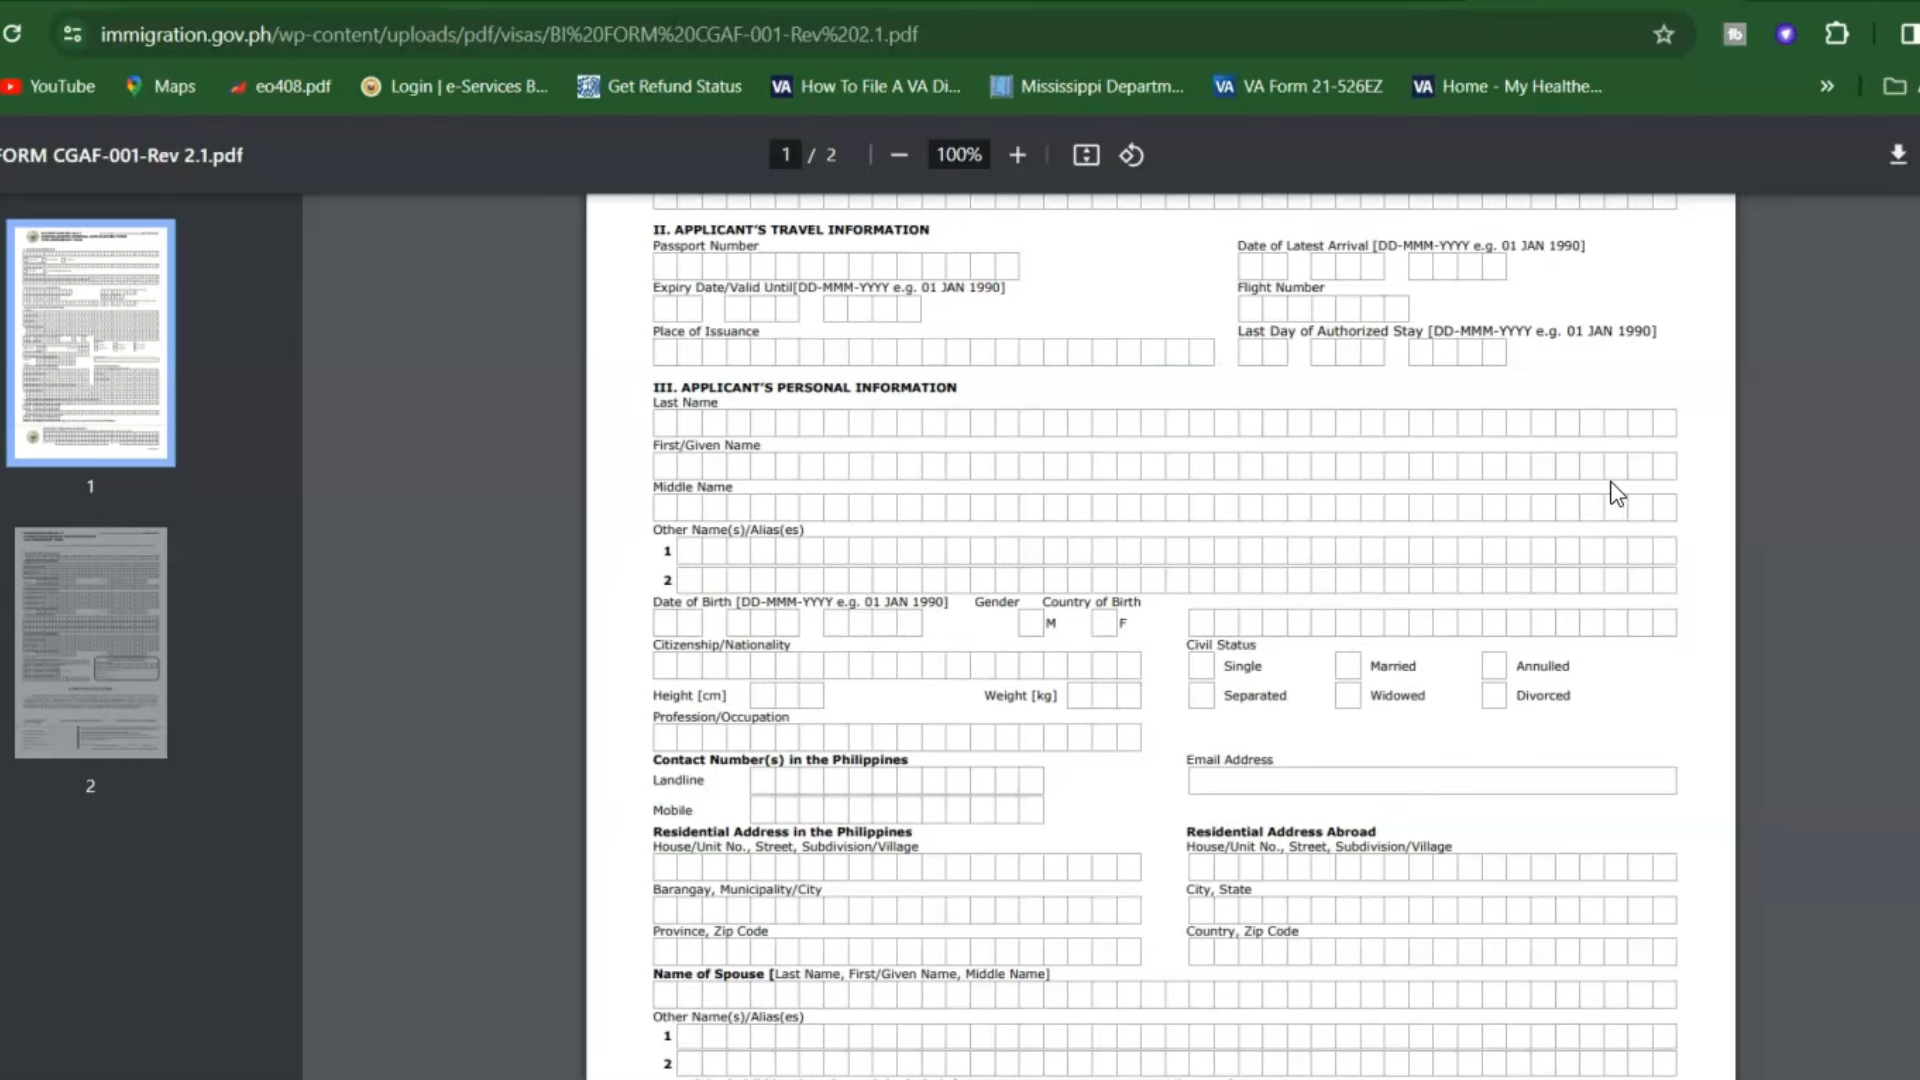 immigration.gov.ph/wp-content/uploads/pdf/visas/BI%20FORM%20CGAF-001-Rev%202.1.pdf
YouTube Maps eo408.pdf Login | e-Services B... Get Refund Status VA How To File A VA Di... Mississippi Departm... VA VA Form 21-526EZ VA Home - My Healthe... »
FORM CGAF-001-Rev 2.1.pdf 1 / 2 — 100% +
II. APPLICANT'S TRAVEL INFORMATION
Passport Number Date of Latest Arrival [DD-MMM-YYYY e.g. 01 JAN 1990]
Expiry Date/Valid Until[DD-MMM-YYYY e.g. 01 JAN 1990] Flight Number
Place of Issuance Last Day of Authorized Stay [DD-MMM-YYYY e.g. 01 JAN 1990]
III. APPLICANT'S PERSONAL INFORMATION
Last Name
First/Given Name
Middle Name
Other Name(s)/Alias(es)
1
2
Date of Birth [DD-MMM-YYYY e.g. 01 JAN 1990] Gender Country of Birth
M F
Citizenship/Nationality Civil Status
Single Married Annulled
Height [cm] Weight [kg] Separated Widowed Divorced
Profession/Occupation
Contact Number(s) in the Philippines Email Address
Landline
Mobile
Residential Address in the Philippines Residential Address Abroad
House/Unit No., Street, Subdivision/Village House/Unit No., Street, Subdivision/Village
Barangay, Municipality/City City, State
Province, Zip Code Country, Zip Code
Name of Spouse [Last Name, First/Given Name, Middle Name]
Other Name(s)/Alias(es)
1
2
1
2